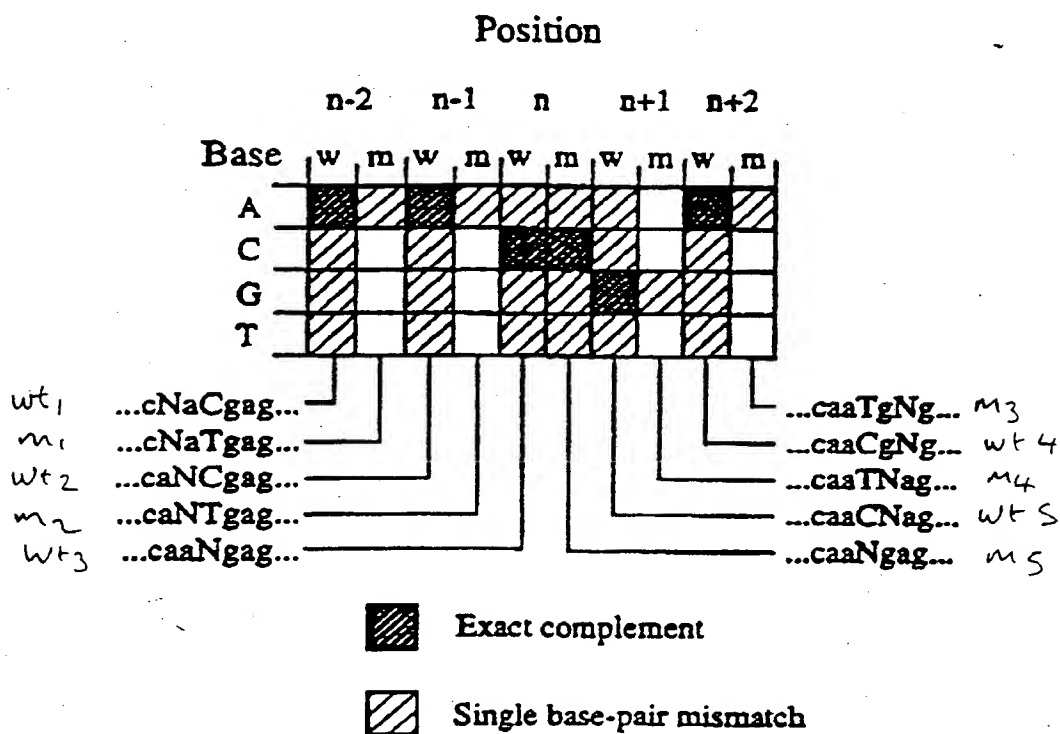 Position
n-2 n-1 n n+1 n+2
Base w m w m w m w m w m
A
C
G
T
wt1 ...cNaCgag...
m1 ...cNaTgag...
wt2 ...caNCgag...
m2 ...caNTgag...
wt3 ...caaNgag...
...caaTgNg... m3
...caaCgNg... wt4
...caaTNag... m4
...caaCNag... wt5
...caaNgag... m5
Exact complement
Single base-pair mismatch